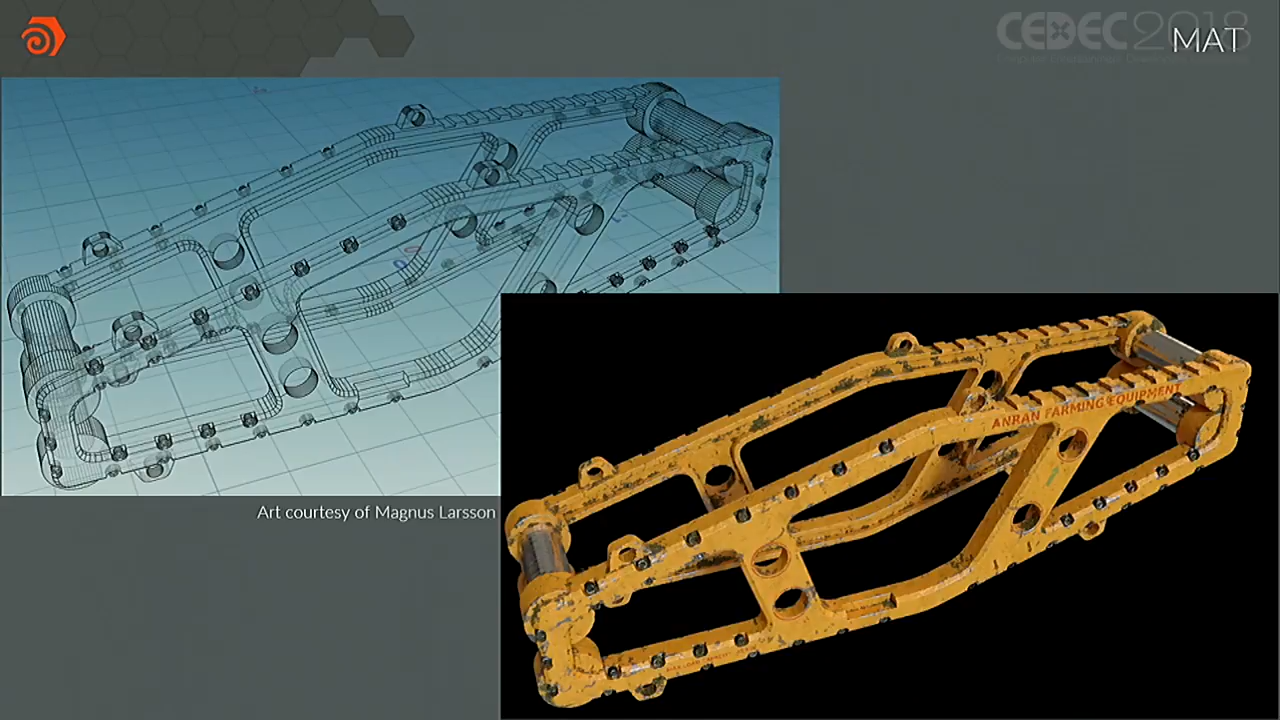 CEDEC2018
MAT
Art courtesy of Magnus Larsson
ANRAN FARMING EQUIPMENT